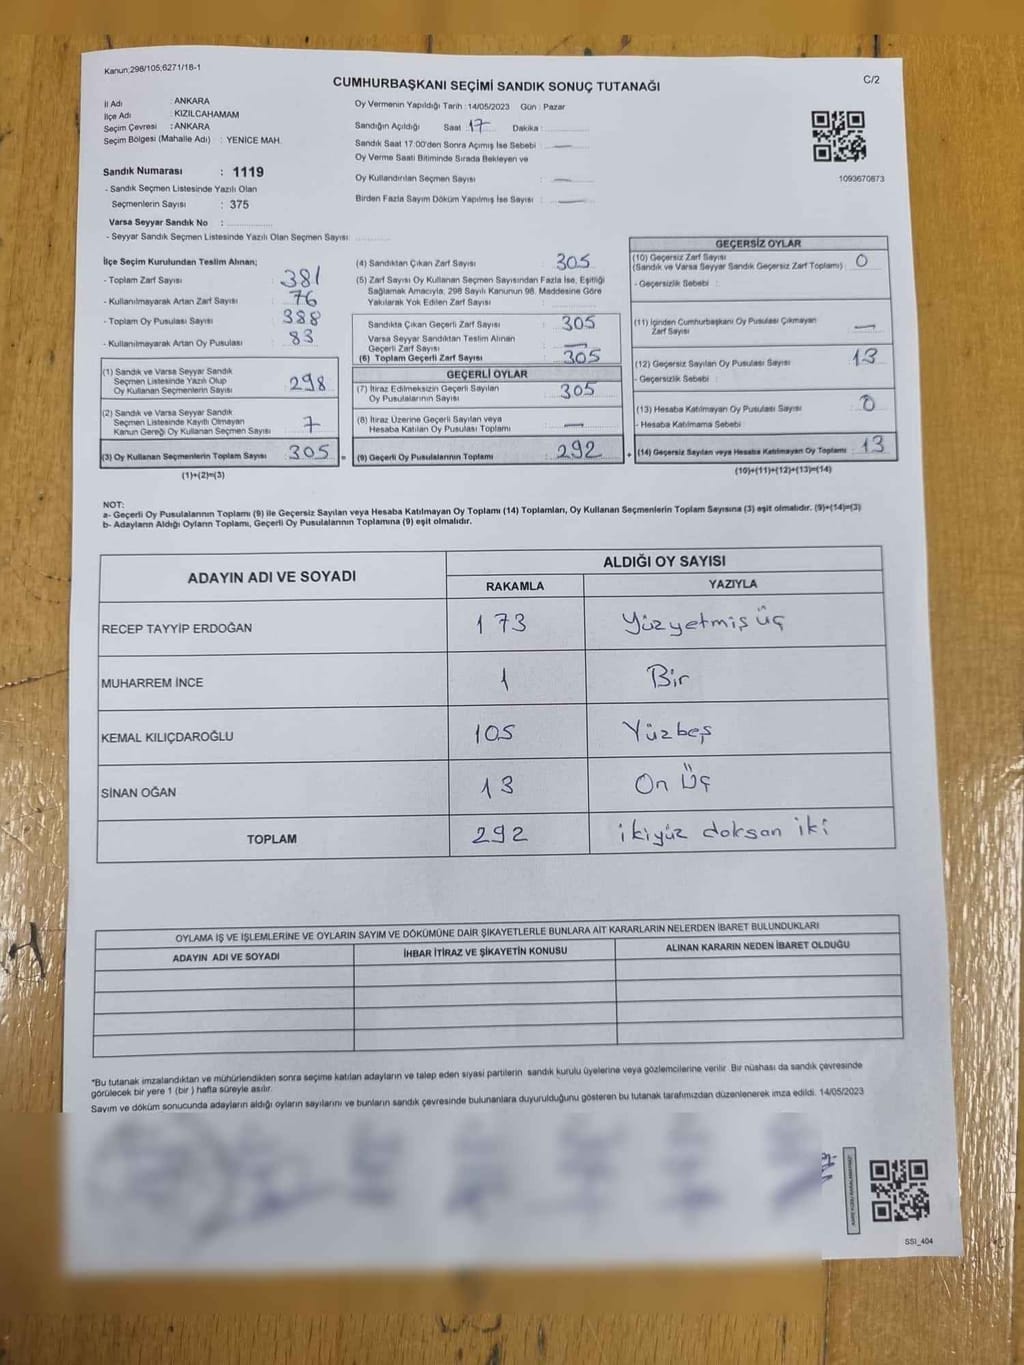 Kanun;298/105;6271/18-1
C/2
CUMHURBAŞKANI SEÇİMİ SANDIK SONUÇ TUTANAĞI
İl Adı : ANKARA
İlçe Adı : KIZILCAHAMAM
Seçim Çevresi : ANKARA
Seçim Bölgesi (Mahalle Adı) : YENİCE MAH.
Sandık Numarası : 1119
- Sandık Seçmen Listesinde Yazılı Olan
Seçmenlerin Sayısı : 375
Varsa Seyyar Sandık No :
- Seyyar Sandık Seçmen Listesinde Yazılı Olan Seçmen Sayısı:
Oy Vermenin Yapıldığı Tarih : 14/05/2023 Gün : Pazar
Sandığın Açıldığı Saat : 17 Dakika :
Sandık Saat 17:00'den Sonra Açılmış İse Sebebi : —
Oy Verme Saati Bitiminde Sırada Bekleyen ve
Oy Kullandırılan Seçmen Sayısı : —
Birden Fazla Sayım Döküm Yapılmış İse Sayısı : —
1093670873
İlçe Seçim Kurulundan Teslim Alınan;
- Toplam Zarf Sayısı : 381
- Kullanılmayarak Artan Zarf Sayısı : 76
- Toplam Oy Pusulası Sayısı : 388
- Kullanılmayarak Artan Oy Pusulası : 83
(1) Sandık ve Varsa Seyyar Sandık
Seçmen Listesinde Yazılı Olup
Oy Kullanan Seçmenlerin Sayısı : 298
(2) Sandık ve Varsa Seyyar Sandık
Seçmen Listesinde Kayıtlı Olmayan
Kanun Gereği Oy Kullanan Seçmen Sayısı : 7
(3) Oy Kullanan Seçmenlerin Toplam Sayısı : 305 =
(1)+(2)=(3)
(4) Sandıktan Çıkan Zarf Sayısı : 305
(5) Zarf Sayısı Oy Kullanan Seçmen Sayısından Fazla İse, Eşitliği
Sağlamak Amacıyla, 298 Sayılı Kanunun 98. Maddesine Göre
Yakılarak Yok Edilen Zarf Sayısı :
Sandıkta Çıkan Geçerli Zarf Sayısı : 305
Varsa Seyyar Sandıktan Teslim Alınan
Geçerli Zarf Sayısı : —
(6) Toplam Geçerli Zarf Sayısı : 305
GEÇERLİ OYLAR
(7) İtiraz Edilmeksizin Geçerli Sayılan
Oy Pusulalarının Sayısı : 305
(8) İtiraz Üzerine Geçerli Sayılan veya
Hesaba Katılan Oy Pusulası Toplamı : —
(9) Geçerli Oy Pusulalarının Toplamı : 292 +
GEÇERSİZ OYLAR
(10) Geçersiz Zarf Sayısı : 0
(Sandık ve Varsa Seyyar Sandık Geçersiz Zarf Toplamı)
- Geçersizlik Sebebi :
(11) İçinden Cumhurbaşkanı Oy Pusulası Çıkmayan
Zarf Sayısı : —
(12) Geçersiz Sayılan Oy Pusulası Sayısı : 13
- Geçersizlik Sebebi :
(13) Hesaba Katılmayan Oy Pusulası Sayısı : 0
- Hesaba Katılmama Sebebi :
(14) Geçersiz Sayılan veya Hesaba Katılmayan Oy Toplamı : 13
(10)+(11)+(12)+(13)=(14)
NOT:
a- Geçerli Oy Pusulalarının Toplamı (9) ile Geçersiz Sayılan veya Hesaba Katılmayan Oy Toplamı (14) Toplamları, Oy Kullanan Seçmenlerin Toplam Sayısına (3) eşit olmalıdır. (9)+(14)=(3)
b- Adayların Aldığı Oyların Toplamı, Geçerli Oy Pusulalarının Toplamına (9) eşit olmalıdır.
ADAYIN ADI VE SOYADI
ALDIĞI OY SAYISI
RAKAMLA YAZIYLA
RECEP TAYYİP ERDOĞAN 173 Yüzyetmiş üç
MUHARREM İNCE 1 Bir
KEMAL KILIÇDAROĞLU 105 Yüzbeş
SİNAN OĞAN 13 On Üç
TOPLAM 292 ikiyüz doksan iki
OYLAMA İŞ VE İŞLEMLERİNE VE OYLARIN SAYIM VE DÖKÜMÜNE DAİR ŞİKAYETLERLE BUNLARA AİT KARARLARIN NELERDEN İBARET BULUNDUKLARI
ADAYIN ADI VE SOYADI İHBAR İTİRAZ VE ŞİKAYETİN KONUSU ALINAN KARARIN NEDEN İBARET OLDUĞU
*Bu tutanak imzalandıktan ve mühürlendikten sonra seçime katılan adayların ve talep eden siyasi partilerin sandık kurulu üyelerine veya gözlemcilerine verilir. Bir nüshası da sandık çevresinde
görülecek bir yere 1 (bir) hafta süreyle asılır.
Sayım ve döküm sonucunda adayların aldığı oyların sayılarını ve bunların sandık çevresinde bulunanlara duyurulduğunu gösteren bu tutanak tarafımızdan düzenlenerek imza edildi. 14/05/2023
SSI_404